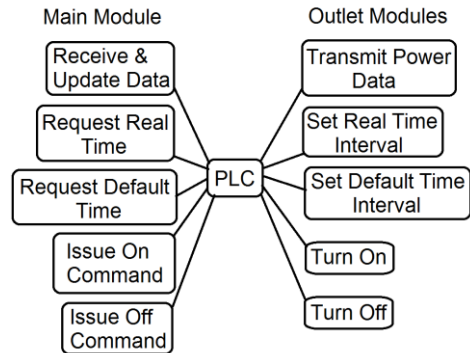 Main Module
Receive &
Update Data
Request Real
Time
Request Default
Time
Issue On
Command
Issue Off
Command
PLC
Outlet Modules
Transmit Power
Data
Set Real Time
Interval
Set Default Time
Interval
Turn On
Turn Off